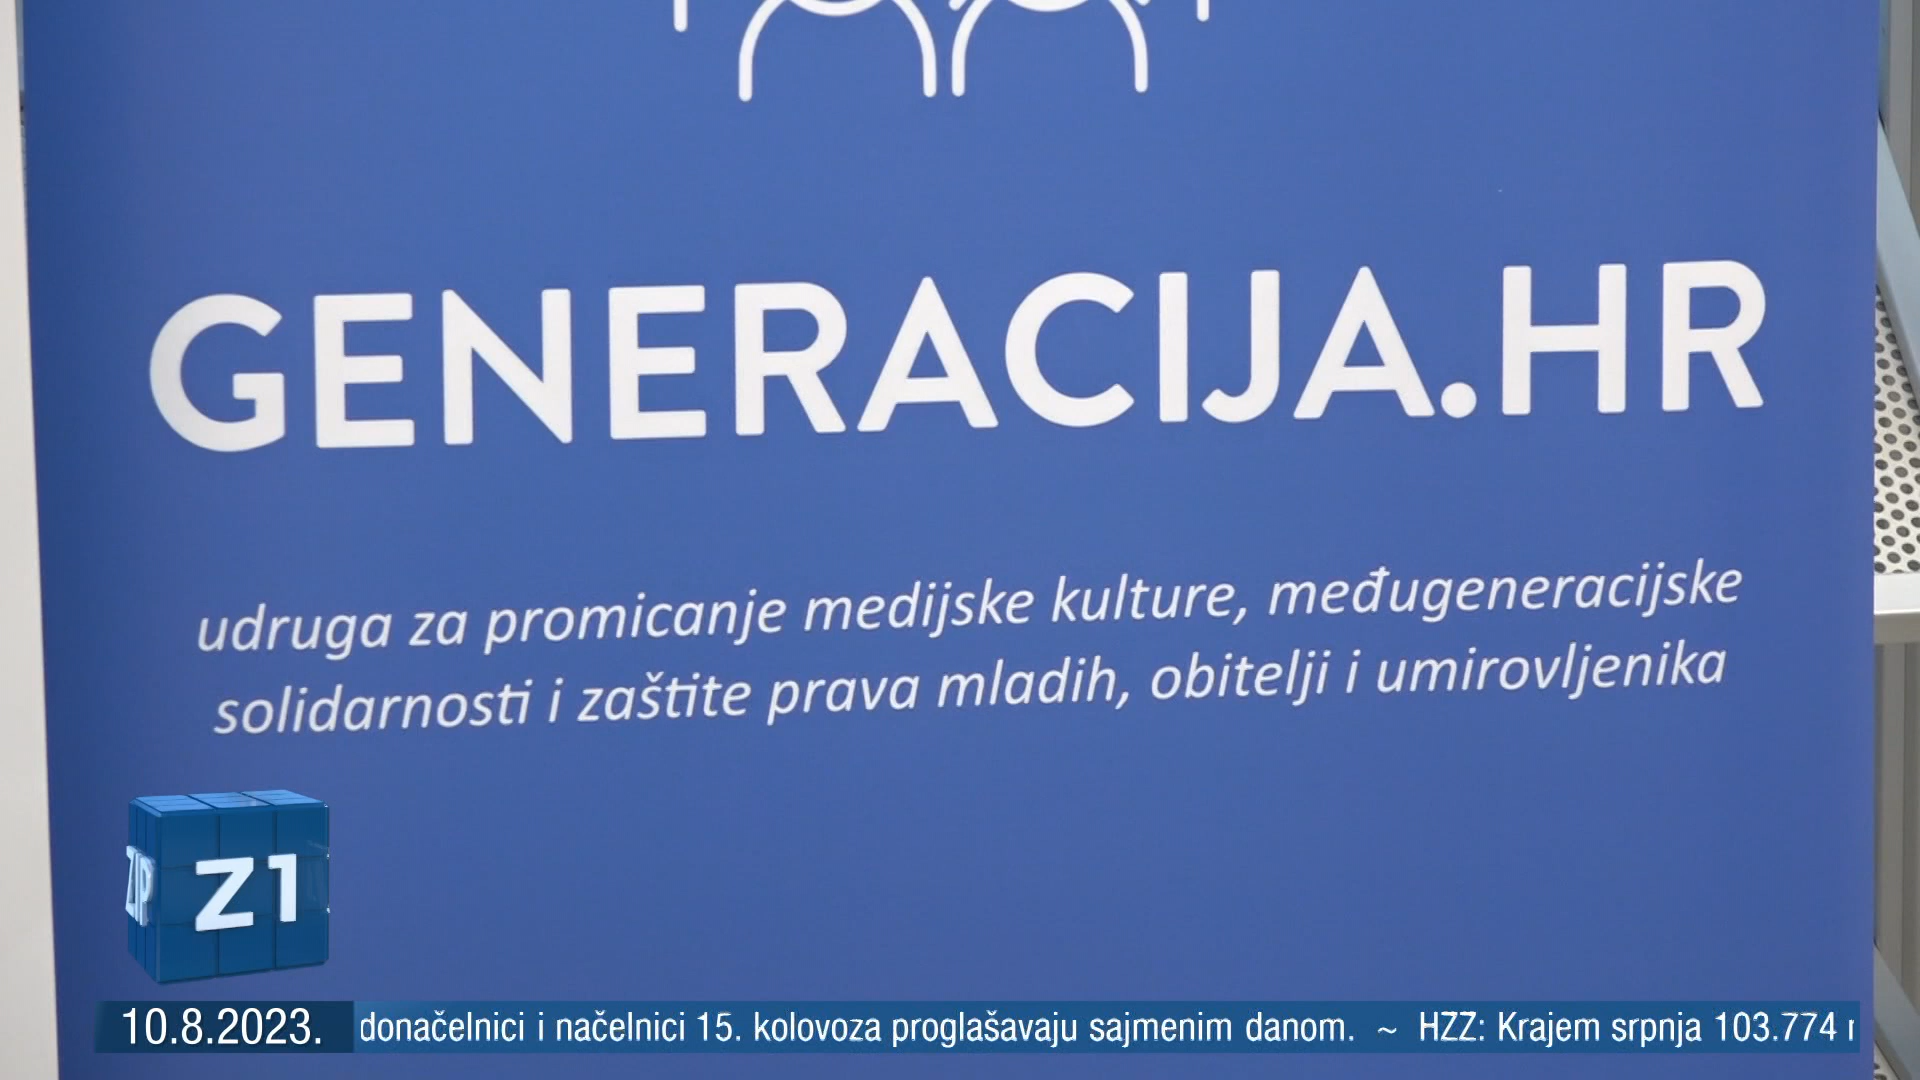 GENERACIJA.HR
udruga za promicanje medijske kulture, međugeneracijske
solidarnosti i zaštite prava mladih, obitelji i umirovljenika
ZIP Z1
10.8.2023. donačelnici i načelnici 15. kolovoza proglašavaju sajmenim danom. ~ HZZ: Krajem srpnja 103.774